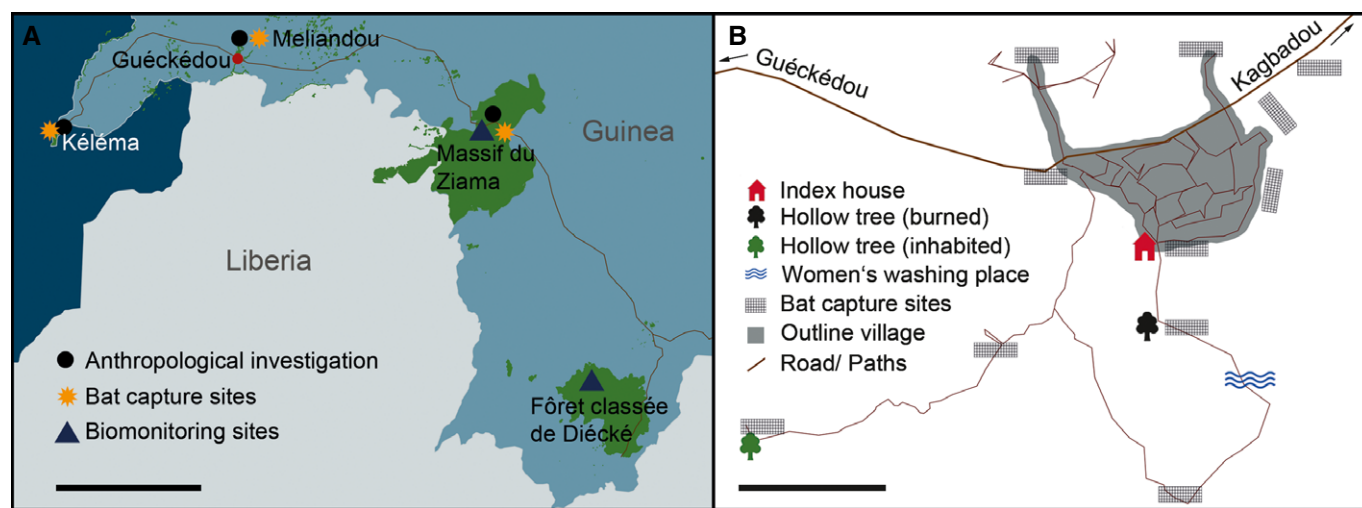 A
Meliandou
Guéckédou
Kéléma
Guinea
Massif du
Ziama
Liberia
Anthropological investigation
Bat capture sites
Biomonitoring sites
Fôret classée
de Diécké
B
Guéckédou
Kagbadou
Index house
Hollow tree (burned)
Hollow tree (inhabited)
Women‘s washing place
Bat capture sites
Outline village
Road/ Paths